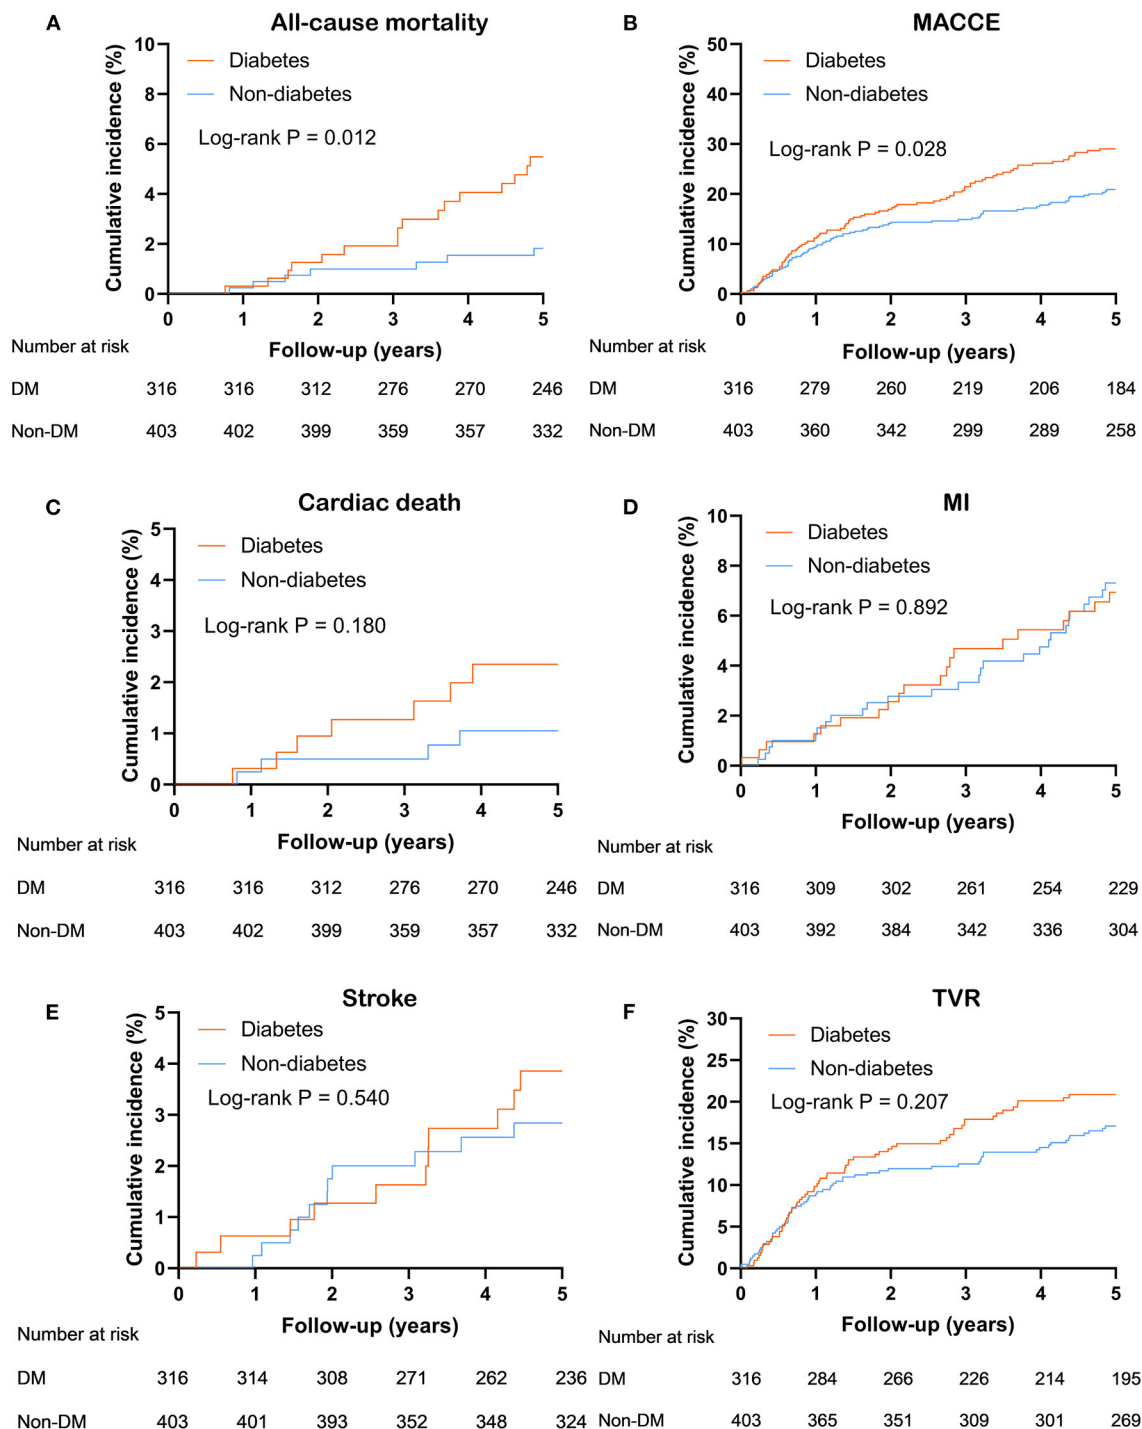 A
All-cause mortality
Cumulative incidence (%)
10
8
6
4
2
0
Diabetes
Non-diabetes
Log-rank P = 0.012
0 1 2 3 4 5
Follow-up (years)
Number at risk
DM 316 316 312 276 270 246
Non-DM 403 402 399 359 357 332
B
MACCE
Cumulative incidence (%)
50
40
30
20
10
0
Diabetes
Non-diabetes
Log-rank P = 0.028
0 1 2 3 4 5
Follow-up (years)
Number at risk
DM 316 279 260 219 206 184
Non-DM 403 360 342 299 289 258
C
Cardiac death
Cumulative incidence (%)
5
4
3
2
1
0
Diabetes
Non-diabetes
Log-rank P = 0.180
0 1 2 3 4 5
Follow-up (years)
Number at risk
DM 316 316 312 276 270 246
Non-DM 403 402 399 359 357 332
D
MI
Cumulative incidence (%)
10
8
6
4
2
0
Diabetes
Non-diabetes
Log-rank P = 0.892
0 1 2 3 4 5
Follow-up (years)
Number at risk
DM 316 309 302 261 254 229
Non-DM 403 392 384 342 336 304
E
Stroke
Cumulative incidence (%)
5
4
3
2
1
0
Diabetes
Non-diabetes
Log-rank P = 0.540
0 1 2 3 4 5
Follow-up (years)
Number at risk
DM 316 314 308 271 262 236
Non-DM 403 401 393 352 348 324
F
TVR
Cumulative incidence (%)
30
25
20
15
10
5
0
Diabetes
Non-diabetes
Log-rank P = 0.207
0 1 2 3 4 5
Follow-up (years)
Number at risk
DM 316 284 266 226 214 195
Non-DM 403 365 351 309 301 269